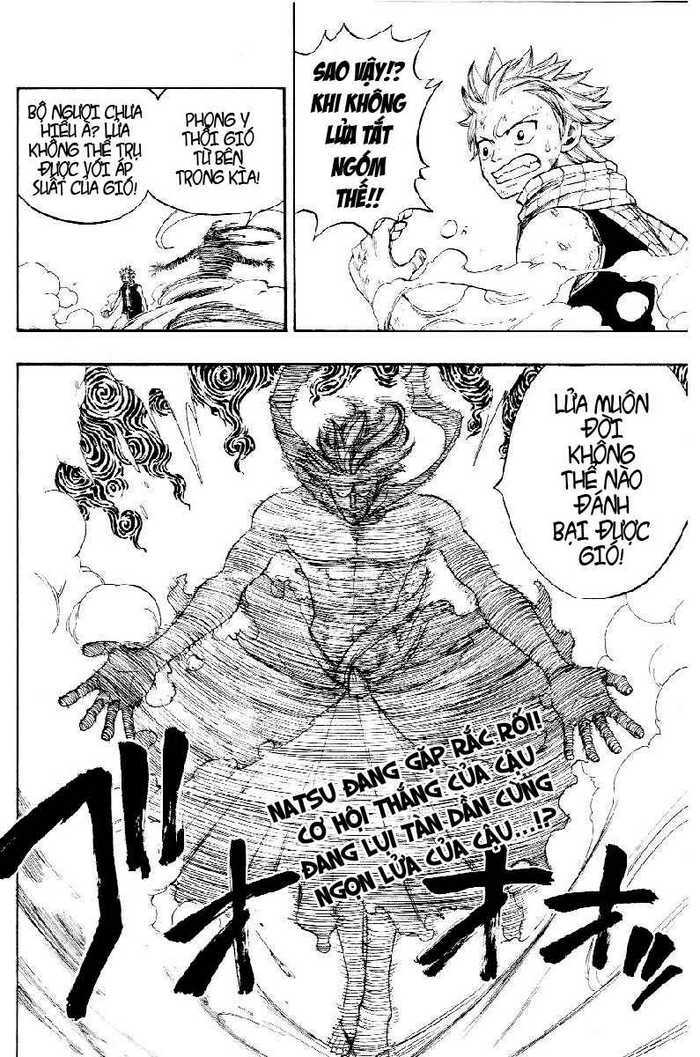 SAO VẬY!?
KHI KHÔNG
LỬA TẮT
NGÓM
THẾ!!
PHONG Y
THỔI GIÓ
TỪ BÊN
TRONG KÌA!
BỘ NGƯƠI CHƯA
HIỂU À? LỬA
KHÔNG THỂ TRỤ
ĐƯỢC VỚI ÁP
SUẤT CỦA GIÓ!
LỬA MUÔN
ĐỜI
KHÔNG
THỂ NÀO
ĐÁNH
BẠI ĐƯỢC
GIÓ!
NATSU ĐANG GẶP RẮC RỐI!
CƠ HỘI THẮNG CỦA CẬU
ĐANG LỤI TÀN DẦN CÙNG
NGỌN LỬA CỦA CẬU...!?
ブオオオッ